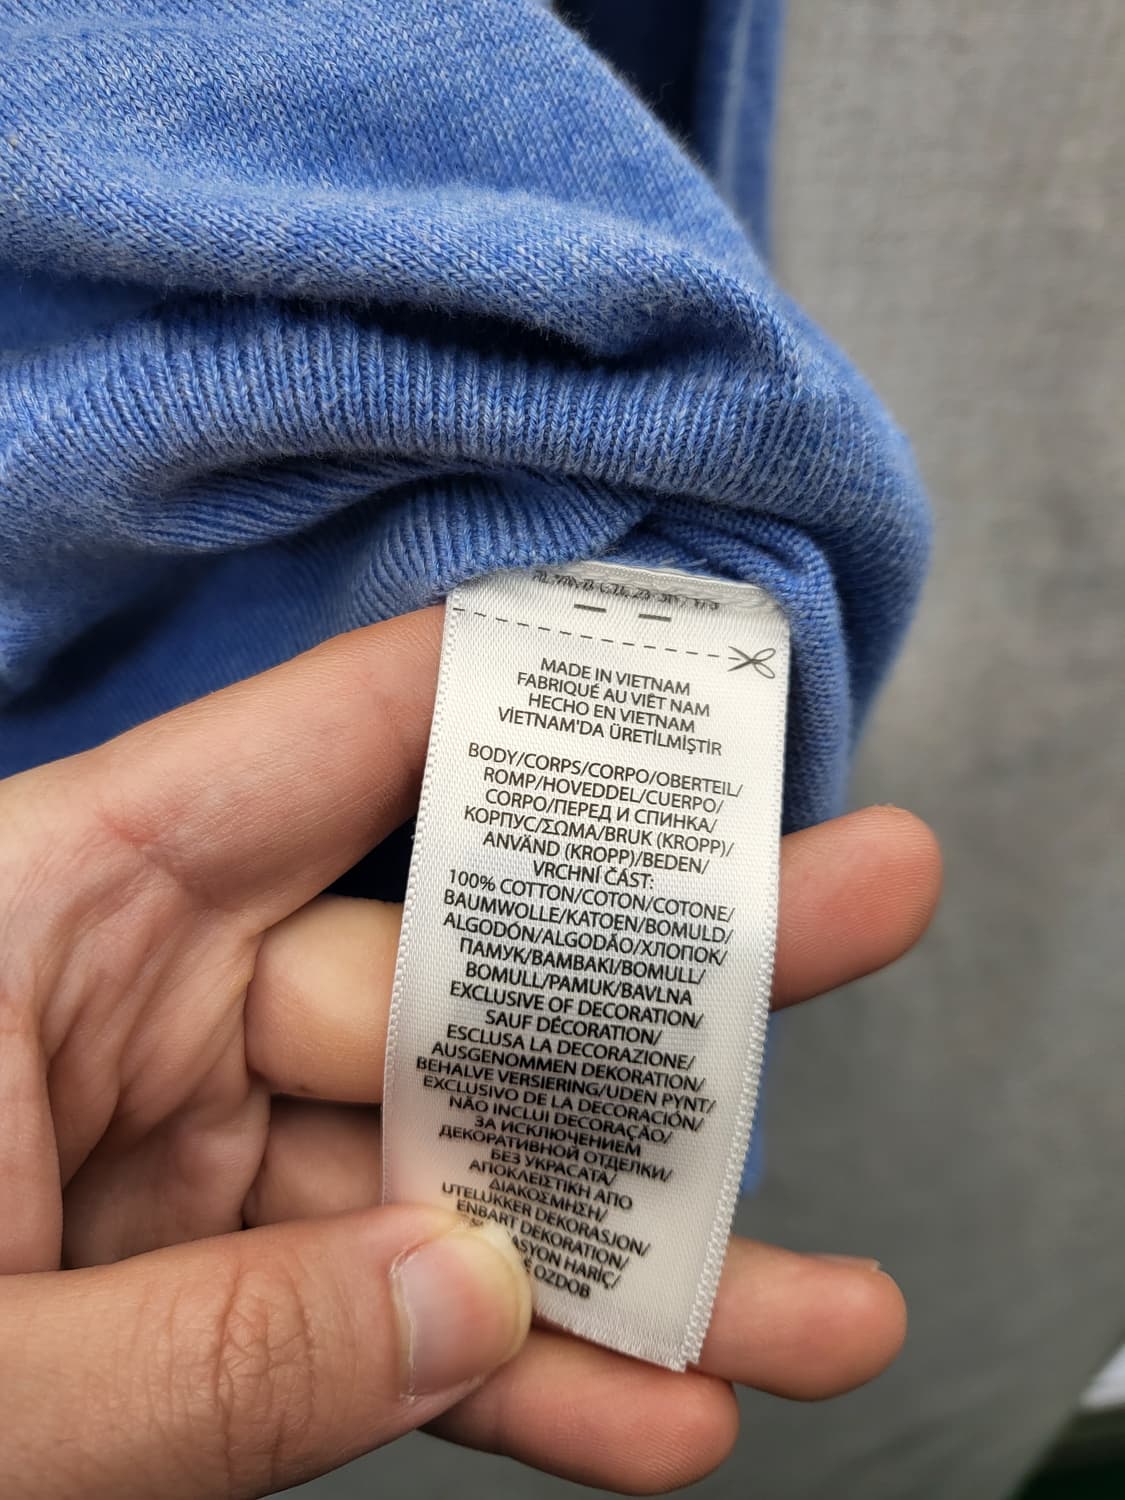 MADE IN VIETNAM
FABRIQUÉ AU VIÊT NAM
HECHO EN VIETNAM
VİETNAM'DA ÜRETİLMİŞTİR
BODY/CORPS/CORPO/OBERTEIL/
ROMP/HOVEDDEL/CUERPO/
CORPO/ПЕРЕД И СПИНКА/
КОРПУС/ΣΩΜΑ/BRUK (KROPP)/
ANVÄND (KROPP)/BEDEN/
VRCHNÍ ČÁST:
100% COTTON/COTON/COTONE/
BAUMWOLLE/KATOEN/BOMULD/
ALGODÓN/ALGODÃO/ХЛОПОК/
ПАМУК/ΒΑΜΒΑΚΙ/BOMULL/
BOMULL/PAMUK/BAVLNA
EXCLUSIVE OF DECORATION/
SAUF DÉCORATION/
ESCLUSA LA DECORAZIONE/
AUSGENOMMEN DEKORATION/
BEHALVE VERSIERING/UDEN PYNT/
EXCLUSIVO DE LA DECORACIÓN/
NÃO INCLUI DECORAÇÃO/
ЗА ИСКЛЮЧЕНИЕМ
ДЕКОРАТИВНОЙ ОТДЕЛКИ/
БЕЗ УКРАСАТА/
ΑΠΟΚΛΕΙΣΤΙΚΗ ΑΠΟ
ΔΙΑΚΟΣΜΗΣΗ/
UTELUKKER DEKORASJON/
ENBART DEKORATION/
HARİÇ/
OZDOB